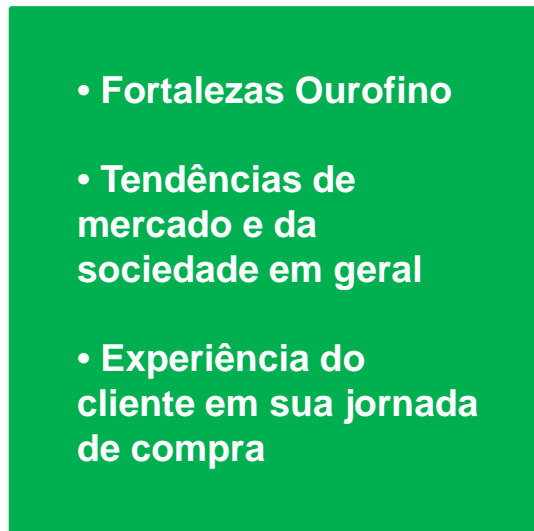 • Fortalezas Ourofino
• Tendências de
mercado e da
sociedade em geral
• Experiência do
cliente em sua jornada
de compra